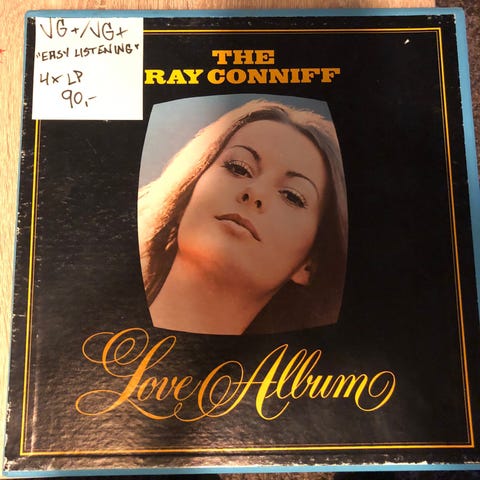 VG+/VG+
"EASY LISTENING"
4x LP
90,-
THE
RAY CONNIFF
Love Album